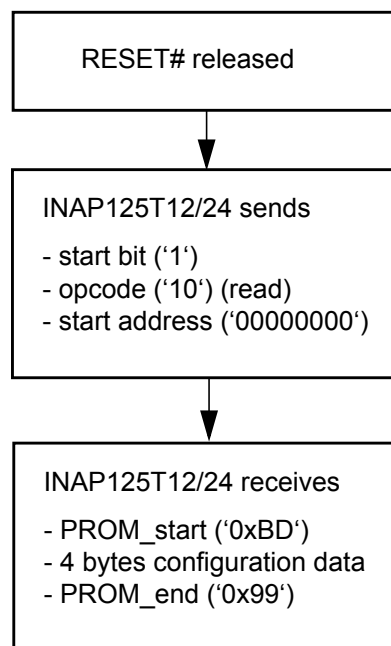 RESET# released
INAP125T12/24 sends
- start bit (‘1‘)
- opcode (‘10‘) (read)
- start address (‘00000000‘)
INAP125T12/24 receives
- PROM_start (‘0xBD‘)
- 4 bytes configuration data
- PROM_end (‘0x99‘)